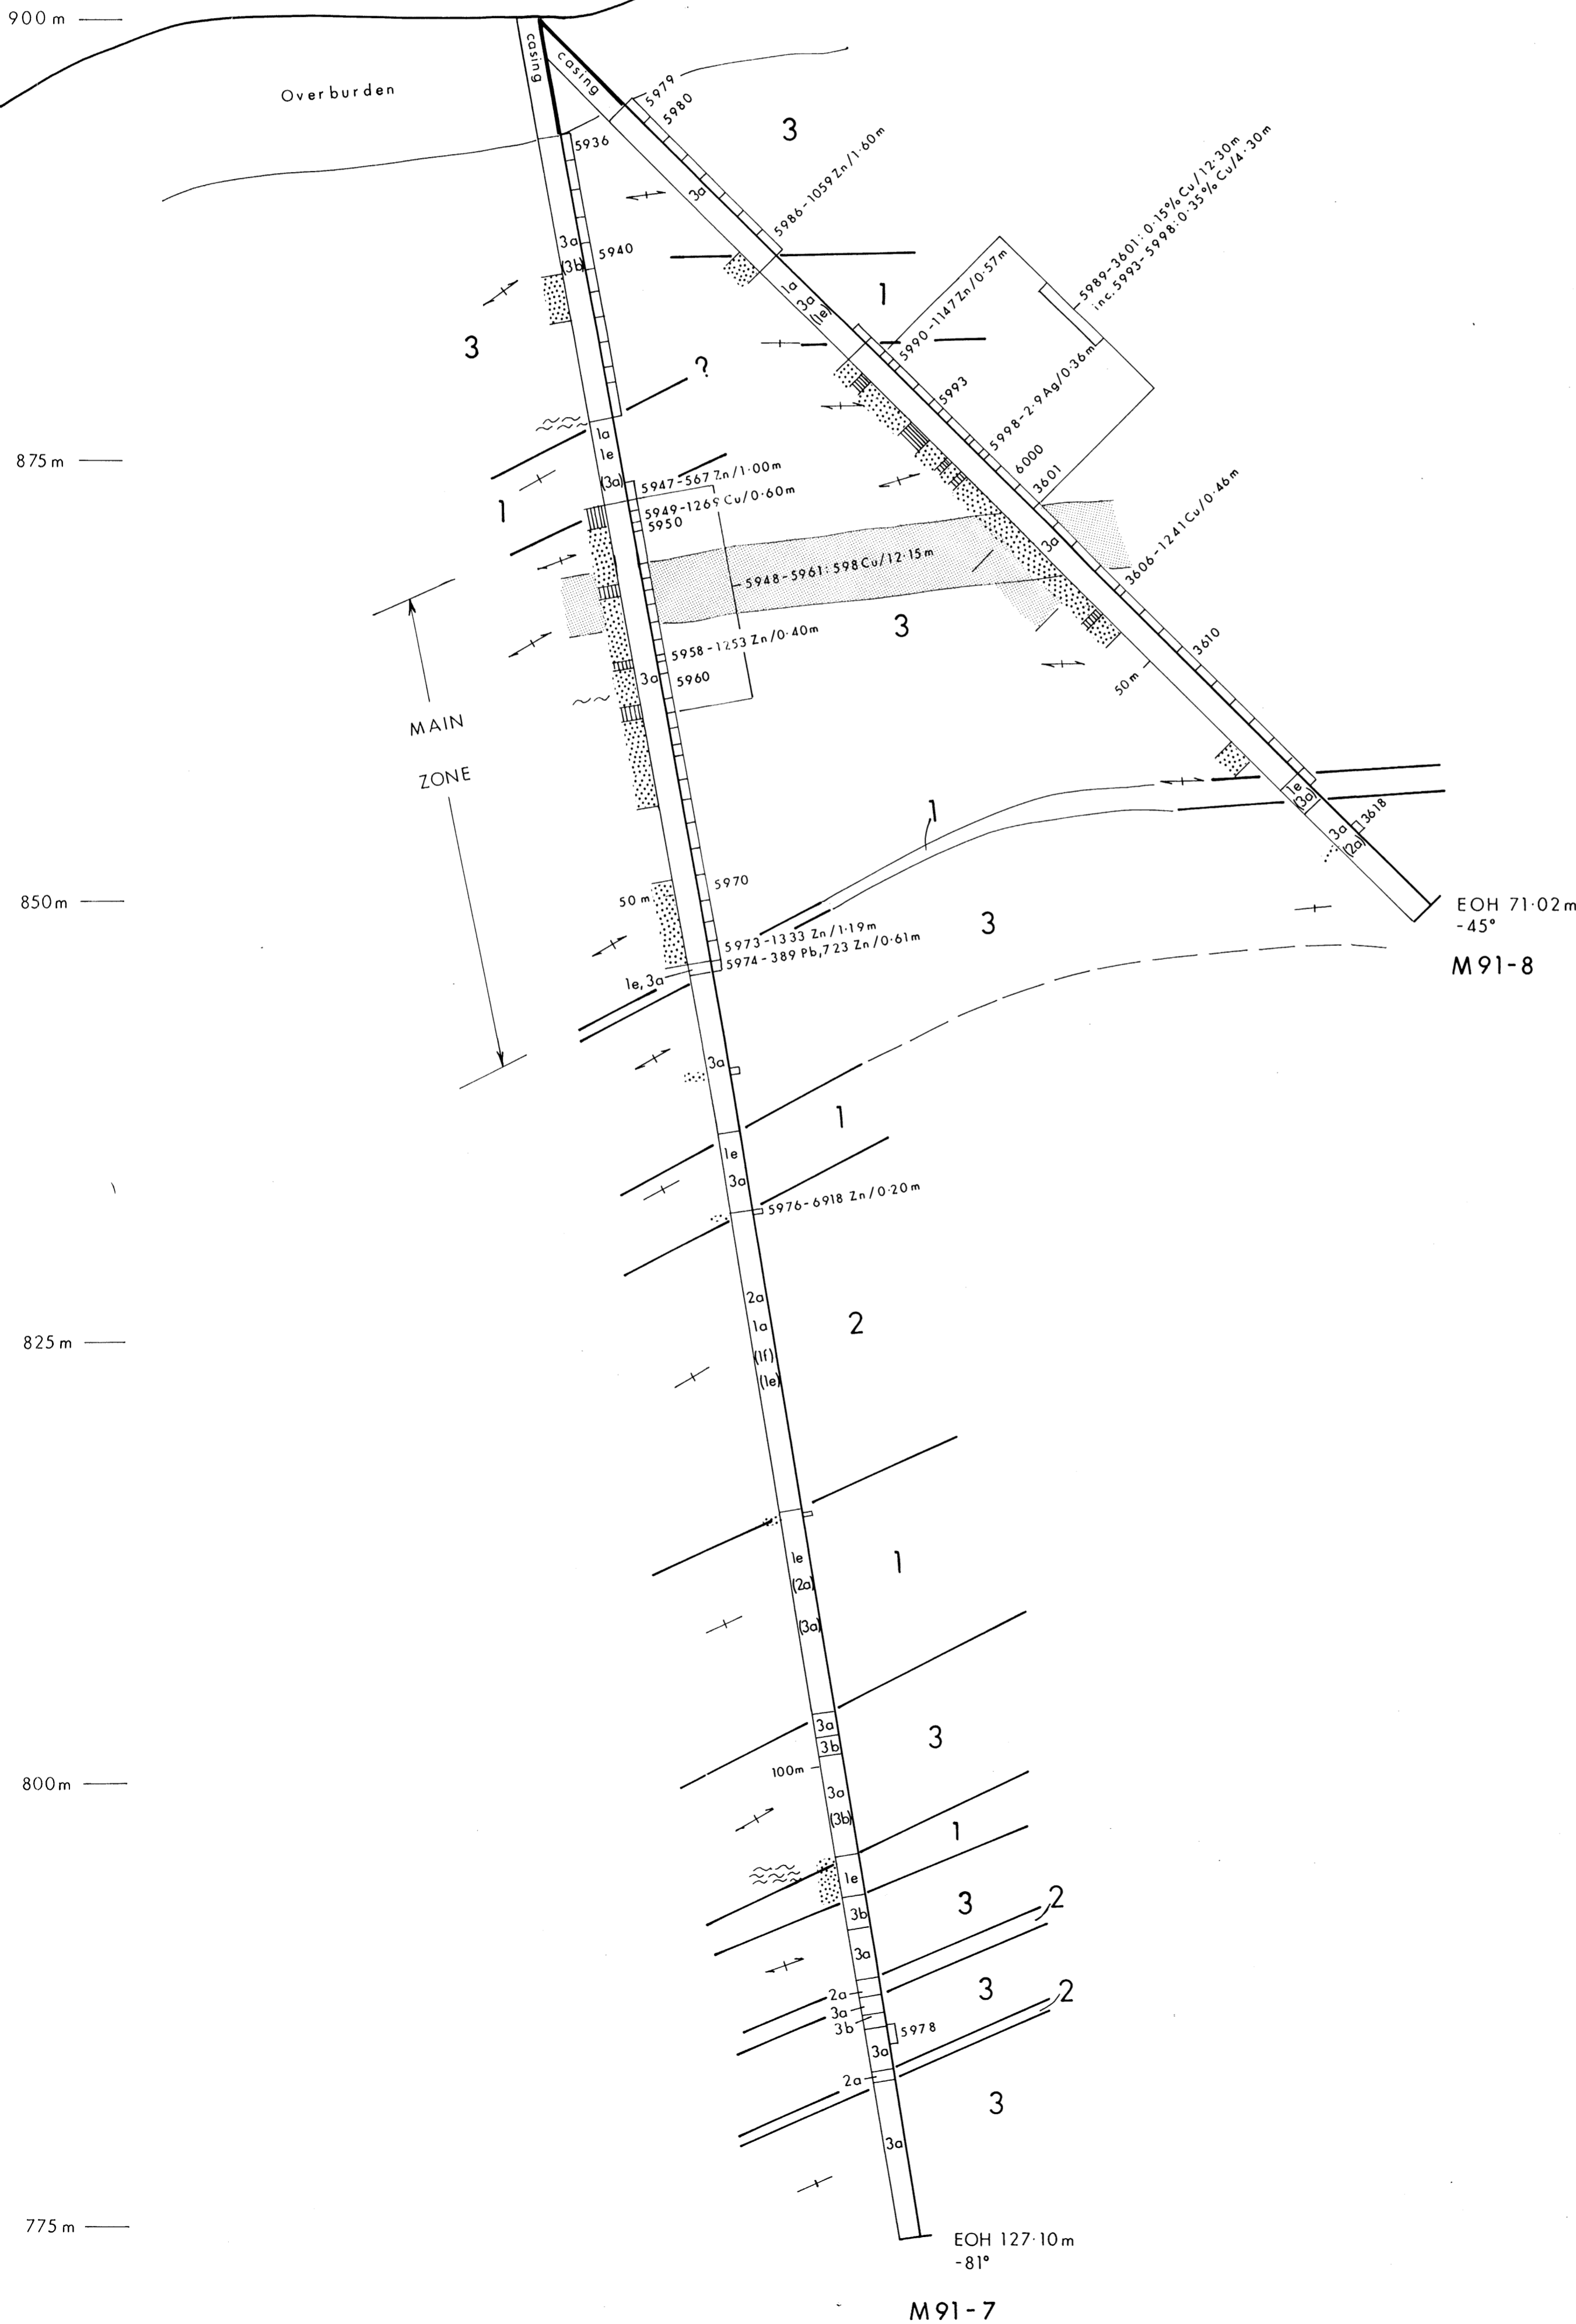 900 m
casing
casing
Overburden
5979
5980
3
5936
3a
5986-1059 Zn/1·60m
5989-3601: 0·15% Cu/12·30m
inc. 5993-5998: 0·35% Cu/4·30m
3a
(3b)
5940
1a
3a
(1e)
1
5990-1147 Zn/0·57m
3
?
5993
5998-2·9 Ag/0·36m
6000
3601
875m
1a
1e
(3a)
5947-567 Zn/1·00m
5949-1269 Cu/0·60m
5950
1
3a
3606-1241 Cu/0·46m
5948-5961: 598 Cu/12·15m
3
5958-1253 Zn/0·40m
3610
3a
5960
50m
MAIN
ZONE
1e
(3a)
3618
3a
(2a)
1
850m
50m
5970
EOH 71·02m
-45°
M91-8
3
5973-1333 Zn/1·19m
5974-389 Pb,723 Zn/0·61m
1e, 3a
3a
1
1e
3a
5976-6918 Zn/0·20m
2a
1a
(1f)
(1e)
2
825m
1e
(2a)
(3a)
1
3a
3b
3
100m
800m
3a
(3b)
1
1e
3b
3
2
3a
2a
3a
3b
3
2
5978
3a
2a
3
3a
775m
EOH 127·10m
-81°
M91-7